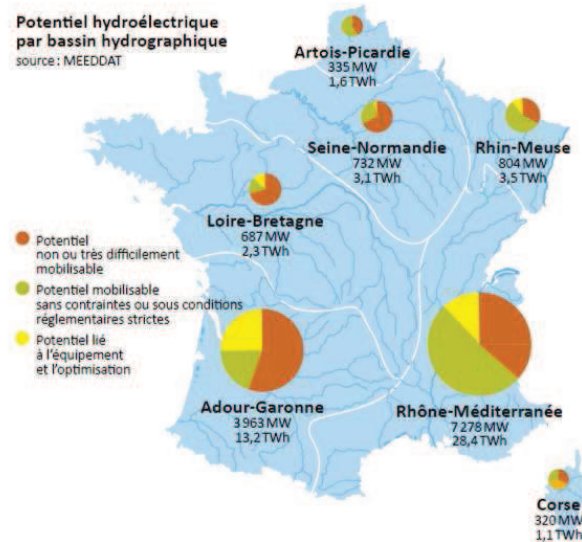 Potentiel hydroélectrique
par bassin hydrographique
source : MEEDDAT
Artois-Picardie
335 MW
1,6 TWh
Seine-Normandie
732 MW
3,1 TWh
Rhin-Meuse
804 MW
3,5 TWh
Loire-Bretagne
687 MW
2,3 TWh
Potentiel
non ou très difficilement
mobilisable
Potentiel mobilisable
sans contraintes ou sous conditions
réglementaires strictes
Potentiel lié
à l'équipement
et l'optimisation
Adour-Garonne
3 963 MW
13,2 TWh
Rhône-Méditerranée
7 278 MW
28,4 TWh
Corse
320 MW
1,1 TWh